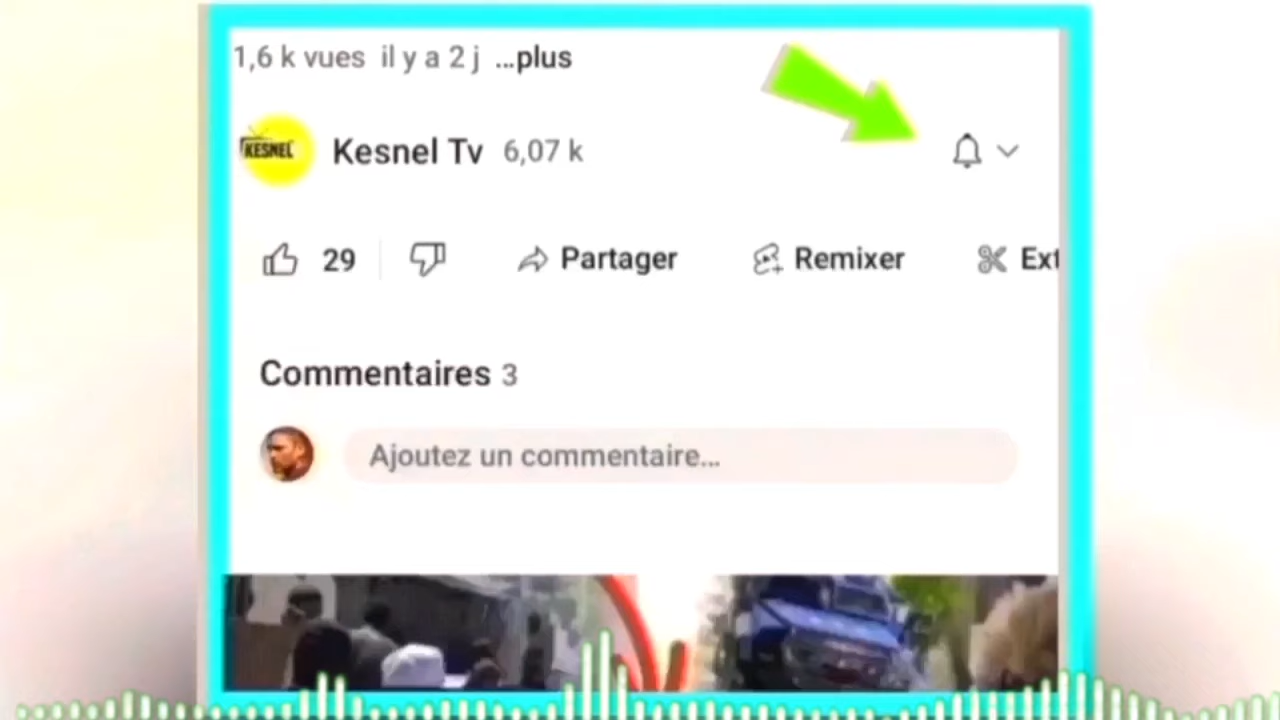 1,6 k vues il y a 2 j ...plus
KESNEL
Kesnel Tv 6,07 k
29 Partager Remixer Ext
Commentaires 3
Ajoutez un commentaire...